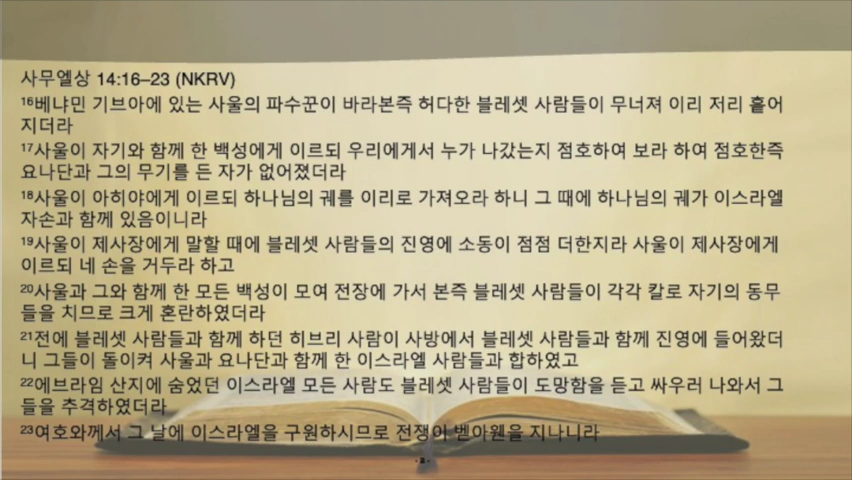 사무엘상 14:16–23 (NKRV)
¹⁶베냐민 기브아에 있는 사울의 파수꾼이 바라본즉 허다한 블레셋 사람들이 무너져 이리 저리 흩어
지더라
¹⁷사울이 자기와 함께 한 백성에게 이르되 우리에게서 누가 나갔는지 점호하여 보라 하여 점호한즉
요나단과 그의 무기를 든 자가 없어졌더라
¹⁸사울이 아히야에게 이르되 하나님의 궤를 이리로 가져오라 하니 그 때에 하나님의 궤가 이스라엘
자손과 함께 있음이니라
¹⁹사울이 제사장에게 말할 때에 블레셋 사람들의 진영에 소동이 점점 더한지라 사울이 제사장에게
이르되 네 손을 거두라 하고
²⁰사울과 그와 함께 한 모든 백성이 모여 전장에 가서 본즉 블레셋 사람들이 각각 칼로 자기의 동무
들을 치므로 크게 혼란하였더라
²¹전에 블레셋 사람들과 함께 하던 히브리 사람이 사방에서 블레셋 사람들과 함께 진영에 들어왔더
니 그들이 돌이켜 사울과 요나단과 함께 한 이스라엘 사람들과 합하였고
²²에브라임 산지에 숨었던 이스라엘 모든 사람도 블레셋 사람들이 도망함을 듣고 싸우러 나와서 그
들을 추격하였더라
²³여호와께서 그 날에 이스라엘을 구원하시므로 전쟁이 벧아웬을 지나니라